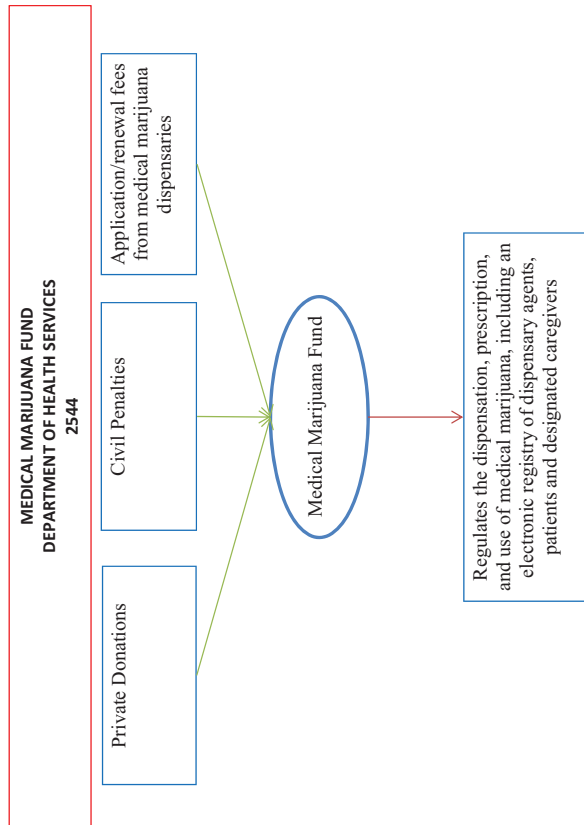 MEDICAL MARIJUANA FUND
DEPARTMENT OF HEALTH SERVICES
2544
Private Donations
Civil Penalties
Application/renewal fees
from medical marijuana
dispensaries
Medical Marijuana Fund
Regulates the dispensation, prescription,
and use of medical marijuana, including an
electronic registry of dispensary agents,
patients and designated caregivers